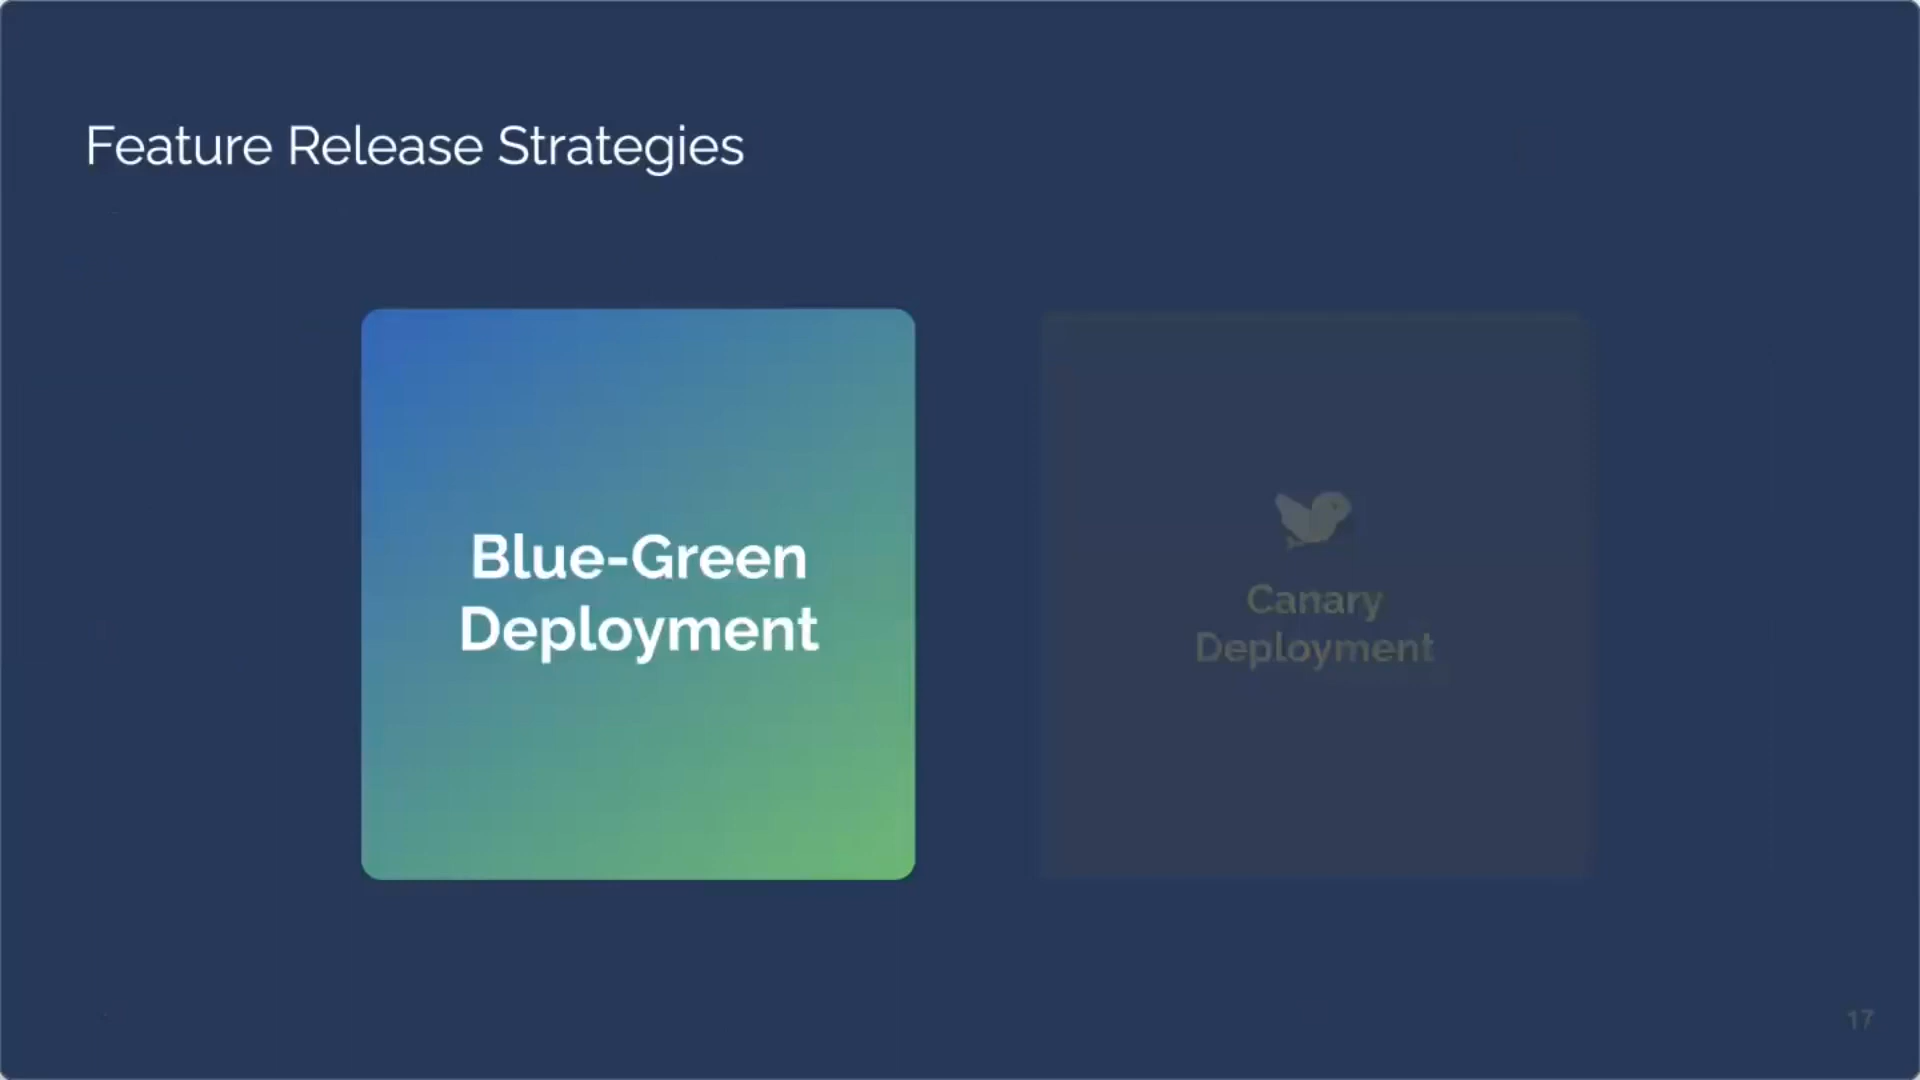 Feature Release Strategies
Blue-Green
Deployment
Canary
Deployment
17